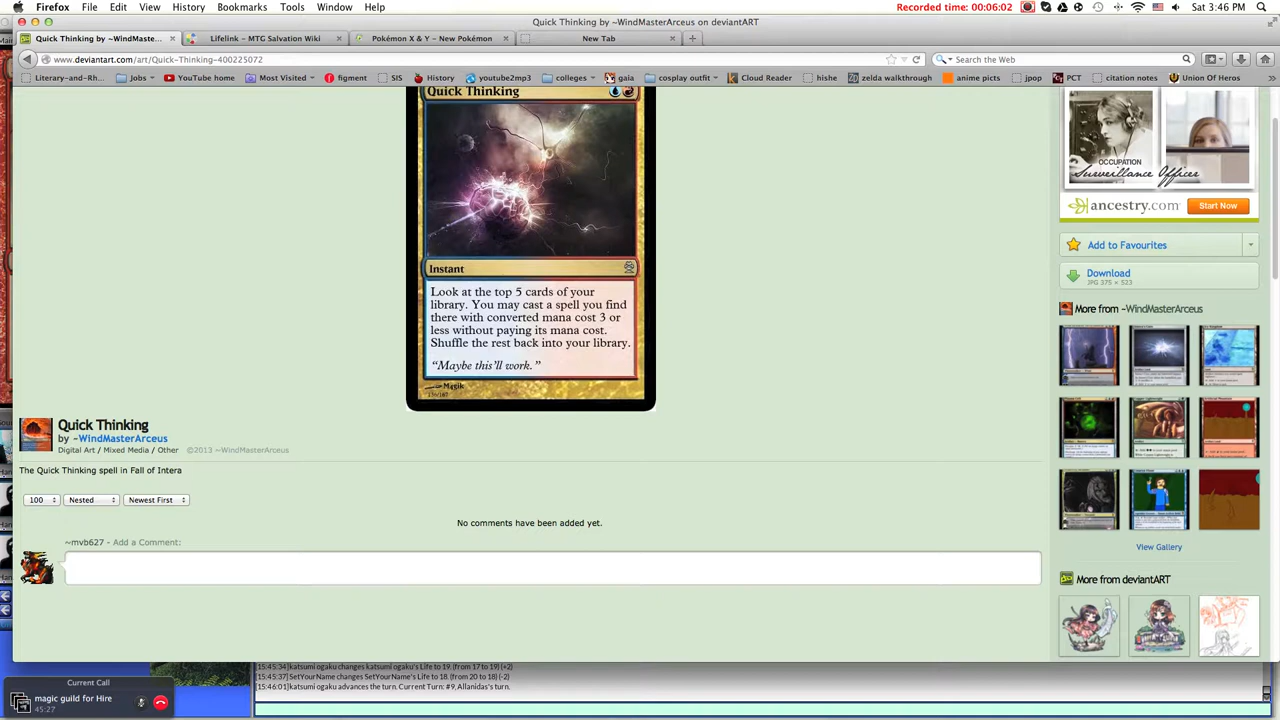 Firefox File Edit View History Bookmarks Tools Window Help
Recorded time: 00:06:02
Sat 3:46 PM
Quick Thinking by ~WindMasterArceus on deviantART
Quick Thinking by ~WindMaste...
Lifelink – MTG Salvation Wiki
Pokémon X & Y – New Pokémon
New Tab
www.deviantart.com/art/Quick-Thinking-400225072
Search the Web
Literary-and-Rh... Jobs YouTube home Most Visited figment SIS History youtube2mp3 colleges gaia cosplay outfit Cloud Reader hishe zelda walkthrough anime picts jpop PCT citation notes Union Of Heros
Quick Thinking
Instant
Look at the top 5 cards of your
library. You may cast a spell you find
there with converted mana cost 3 or
less without paying its mana cost.
Shuffle the rest back into your library.
"Maybe this'll work."
Magik
136/167
Quick Thinking
by ~WindMasterArceus
Digital Art / Mixed Media / Other ©2013 ~WindMasterArceus
The Quick Thinking spell in Fall of Intera
100 Nested Newest First
No comments have been added yet.
~mvb627 - Add a Comment:
OCCUPATION
Surveillance Officer
ancestry.com
Start Now
Add to Favourites
Download
JPG 375 × 523
More from ~WindMasterArceus
View Gallery
More from deviantART
[15:45:34]katsumi ogaku changes katsumi ogaku's Life to 19. (from 17 to 19) (+2)
[15:45:37] SetYourName changes SetYourName's Life to 18. (from 20 to 18) (-2)
[15:46:01]katsumi ogaku advances the turn. Current Turn: #9, Allanidas's turn.
Current Call
magic guild for Hire
45:27